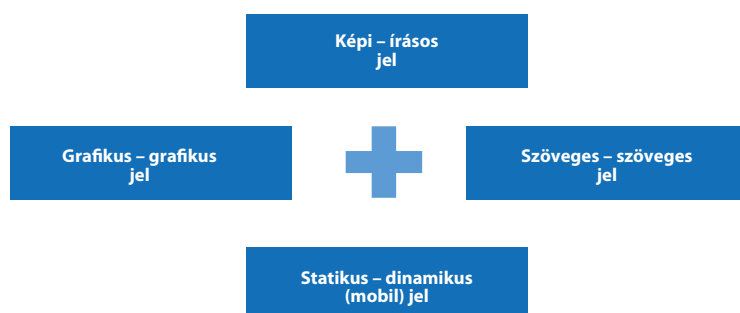 Képi – írásos
jel
Grafikus – grafikus
jel
Szöveges – szöveges
jel
Statikus – dinamikus
(mobil) jel